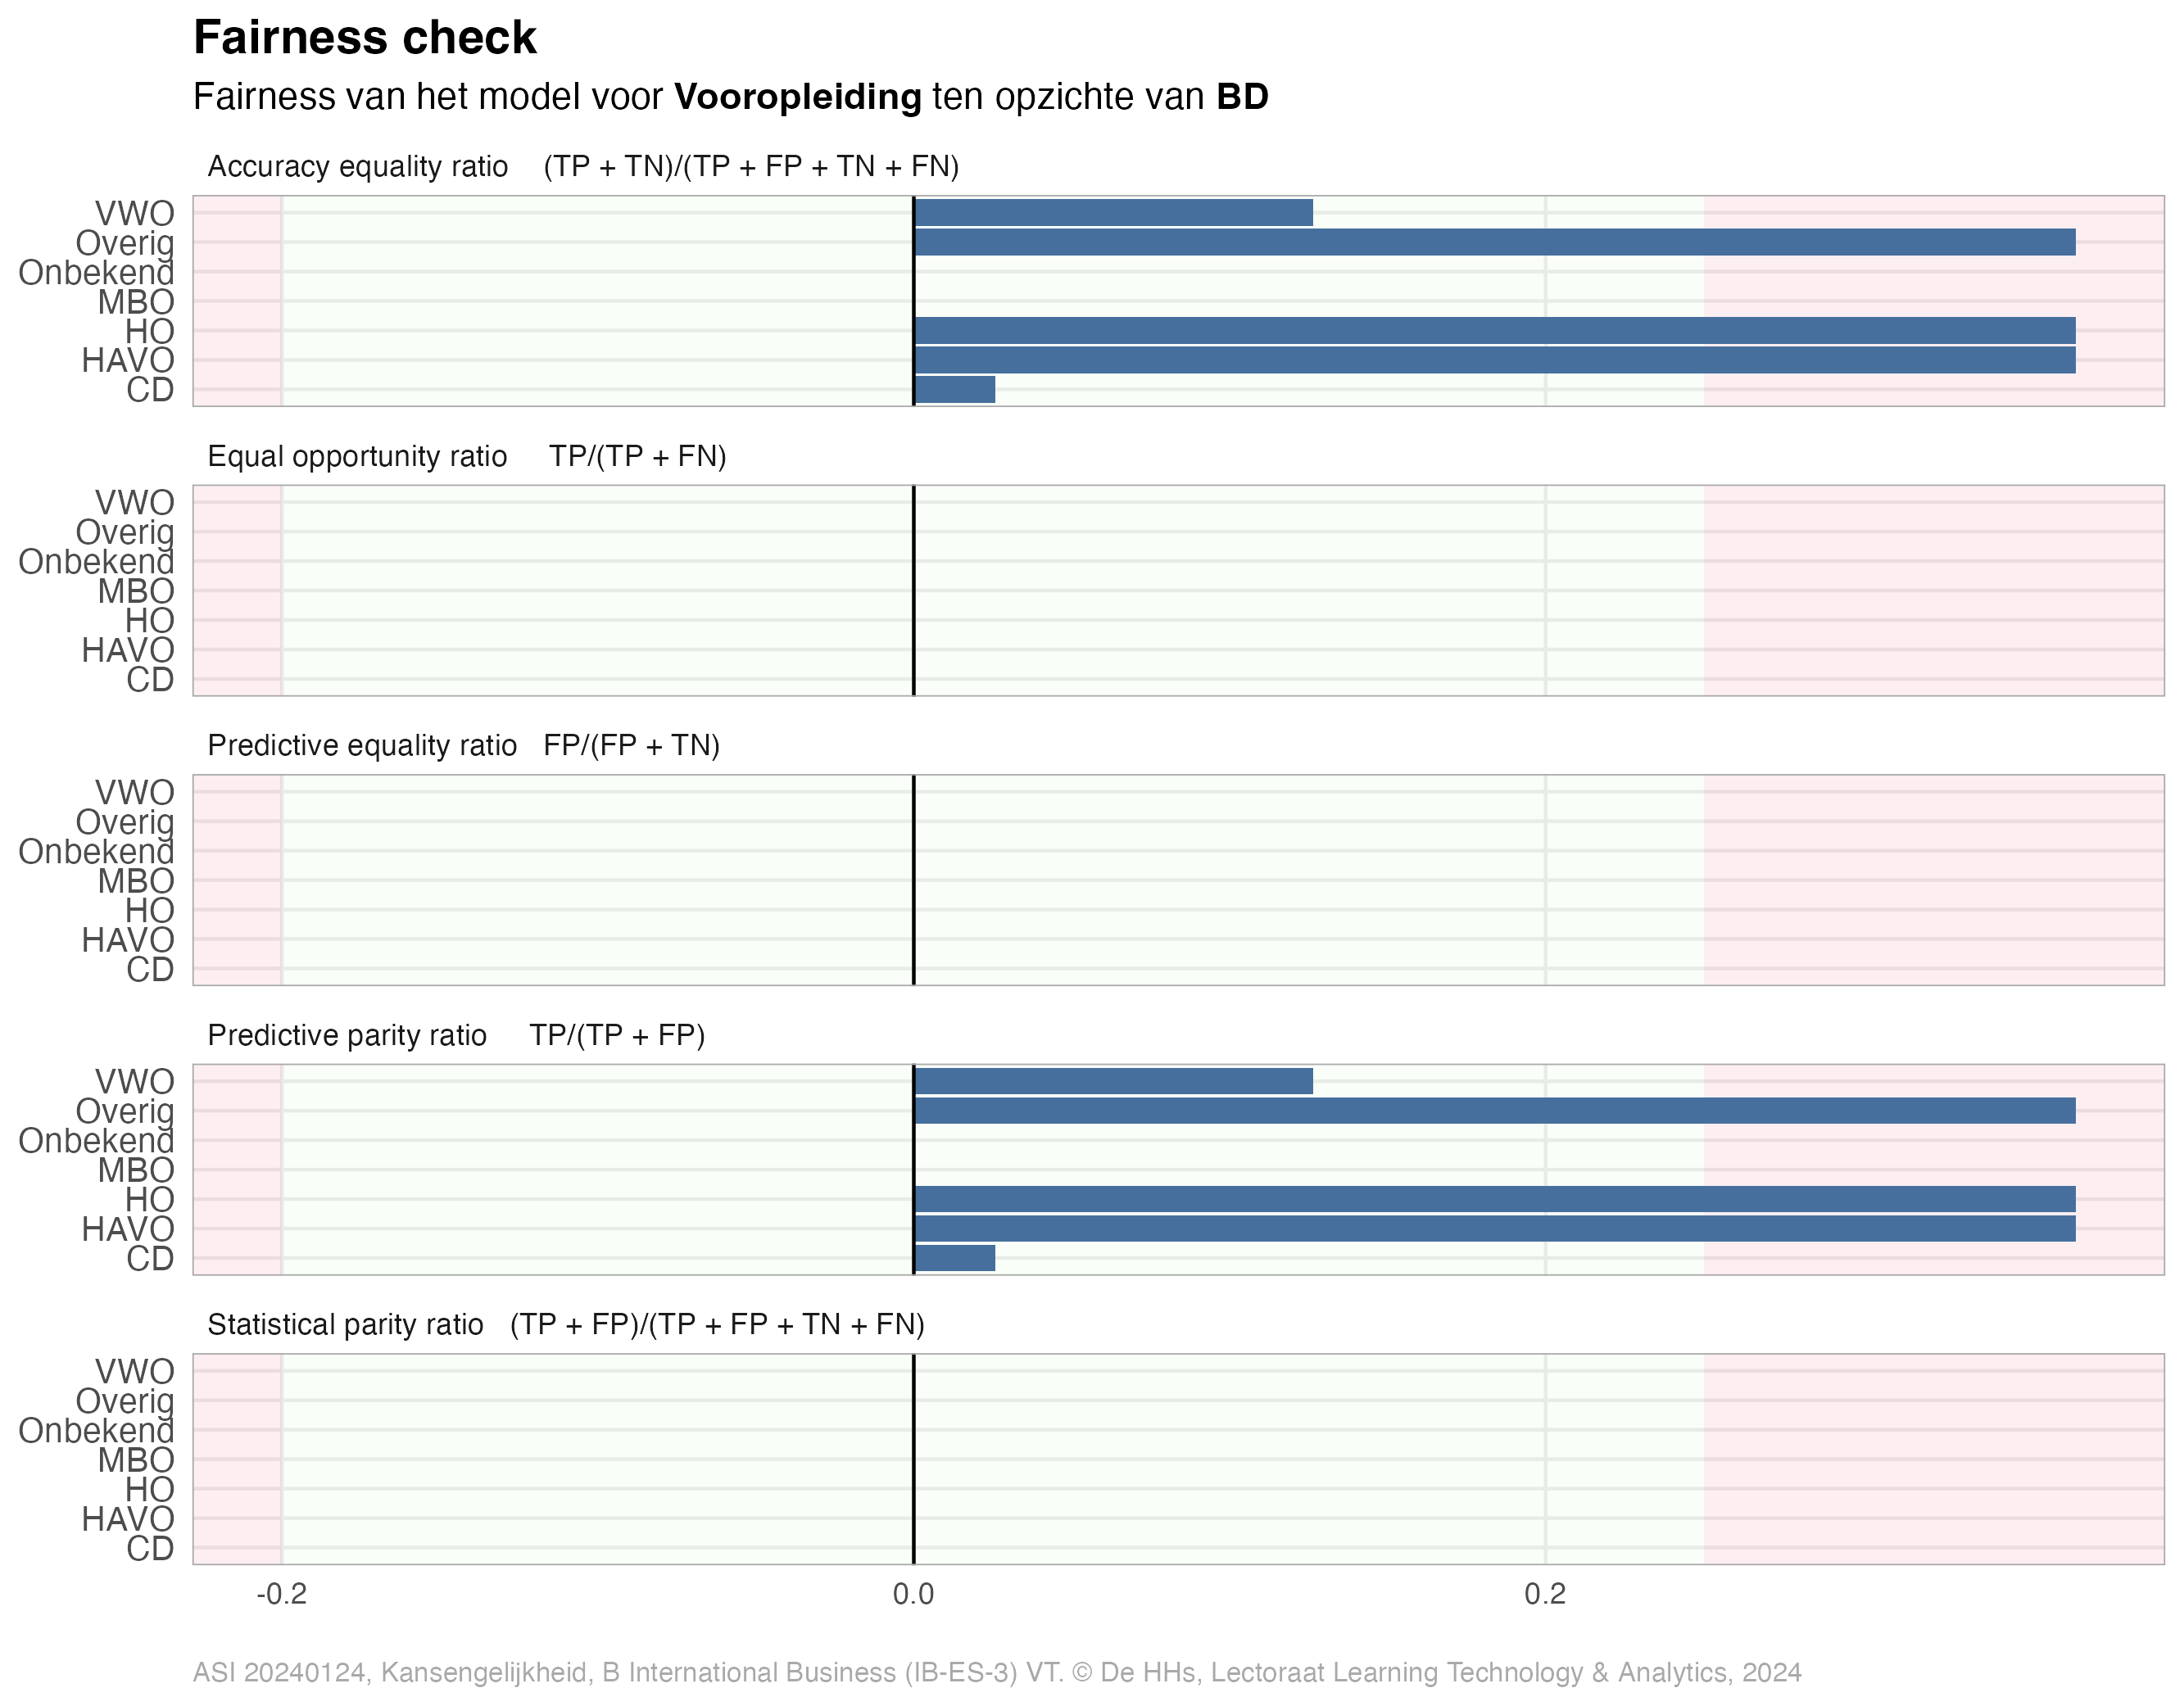 Fairness check
Fairness van het model voor Vooropleiding ten opzichte van BD
Accuracy equality ratio (TP + TN)/(TP + FP + TN + FN)
VWO
Overig
Onbekend
MBO
HO
HAVO
CD
Equal opportunity ratio TP/(TP + FN)
VWO
Overig
Onbekend
MBO
HO
HAVO
CD
Predictive equality ratio FP/(FP + TN)
VWO
Overig
Onbekend
MBO
HO
HAVO
CD
Predictive parity ratio TP/(TP + FP)
VWO
Overig
Onbekend
MBO
HO
HAVO
CD
Statistical parity ratio (TP + FP)/(TP + FP + TN + FN)
VWO
Overig
Onbekend
MBO
HO
HAVO
CD
-0.2 0.0 0.2
ASI 20240124, Kansengelijkheid, B International Business (IB-ES-3) VT. © De HHs, Lectoraat Learning Technology & Analytics, 2024